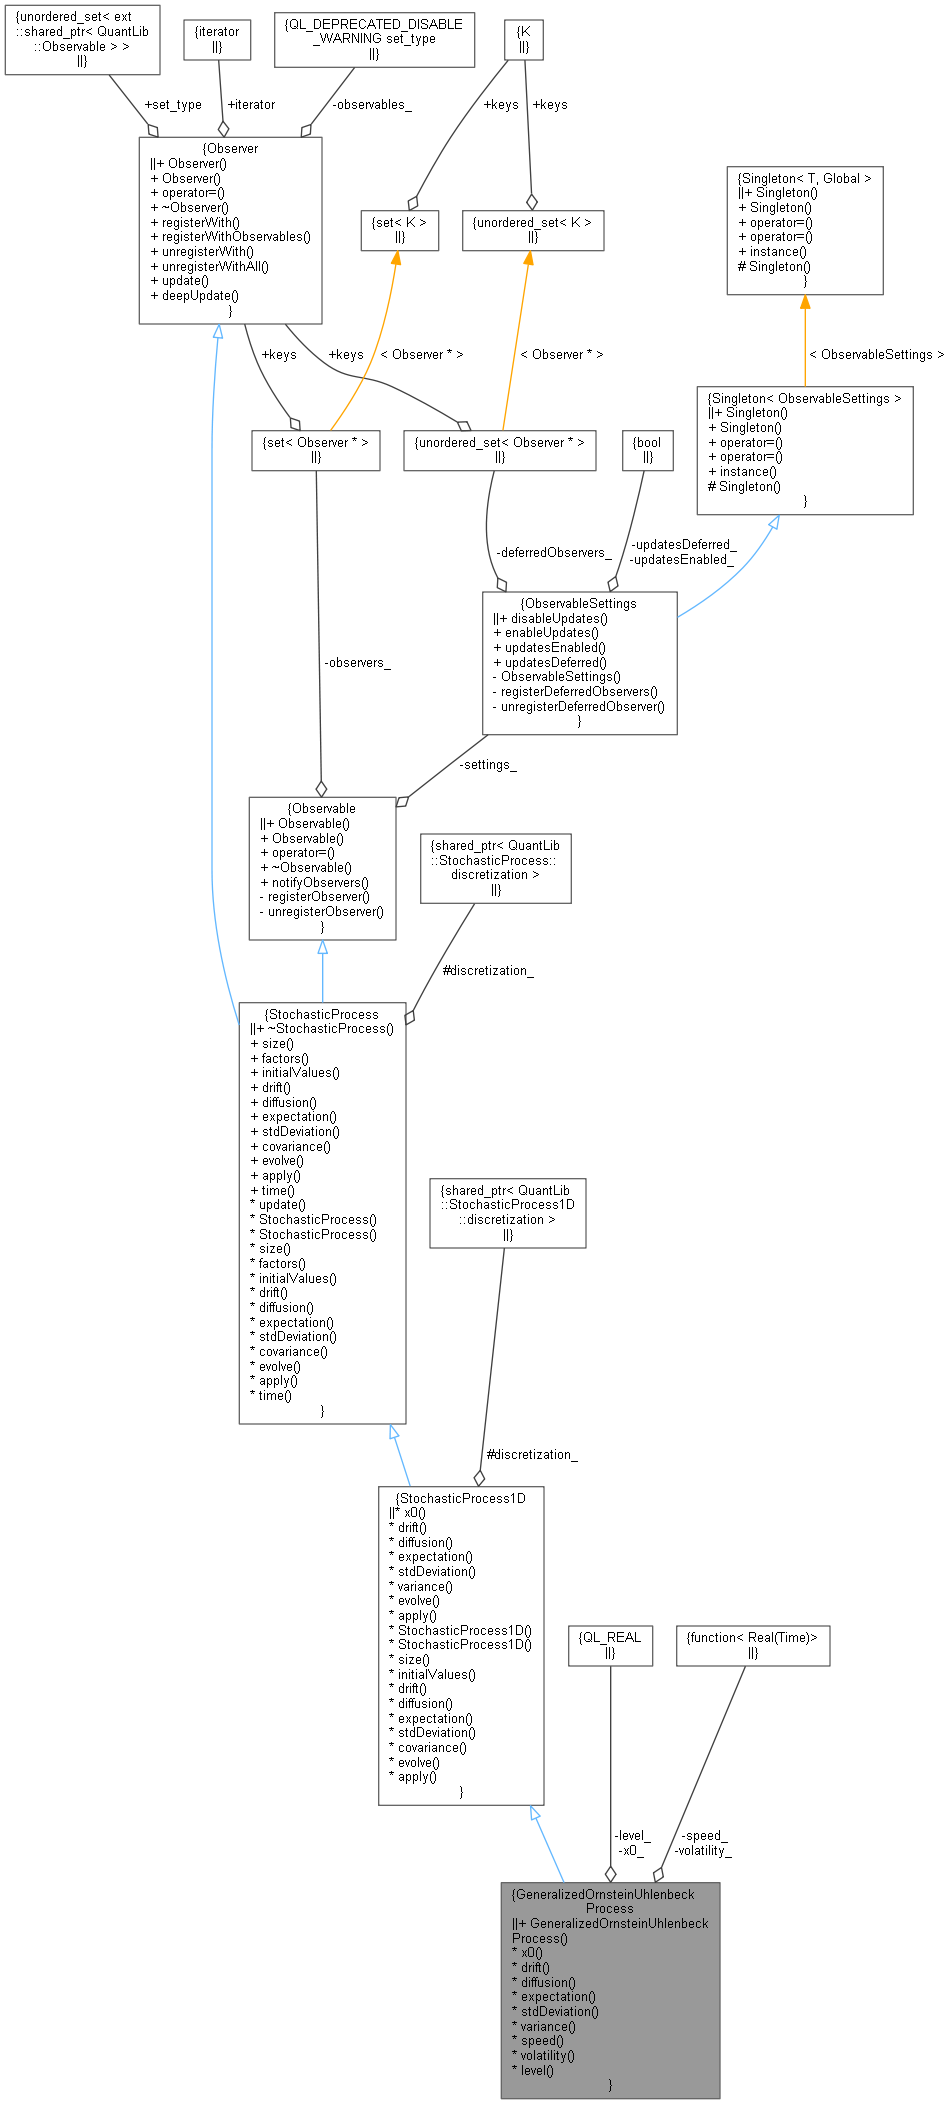 {unordered_set< ext
::shared_ptr< QuantLib
::Observable > >
||}
{iterator
||}
{QL_DEPRECATED_DISABLE
_WARNING set_type
||}
{K
||}
+set_type
+iterator
-observables_
+keys
+keys
{Observer
||+ Observer()
+ Observer()
+ operator=()
+ ~Observer()
+ registerWith()
+ registerWithObservables()
+ unregisterWith()
+ unregisterWithAll()
+ update()
+ deepUpdate()
}
{set< K >
||}
{unordered_set< K >
||}
{Singleton< T, Global >
||+ Singleton()
+ Singleton()
+ operator=()
+ operator=()
+ instance()
# Singleton()
}
+keys
+keys
< Observer * >
< Observer * >
< ObservableSettings >
{set< Observer * >
||}
{unordered_set< Observer * >
||}
{bool
||}
{Singleton< ObservableSettings >
||+ Singleton()
+ Singleton()
+ operator=()
+ operator=()
+ instance()
# Singleton()
}
-deferredObservers_
-updatesDeferred_
-updatesEnabled_
{ObservableSettings
||+ disableUpdates()
+ enableUpdates()
+ updatesEnabled()
+ updatesDeferred()
- ObservableSettings()
- registerDeferredObservers()
- unregisterDeferredObserver()
}
-observers_
-settings_
{Observable
||+ Observable()
+ Observable()
+ operator=()
+ ~Observable()
+ notifyObservers()
- registerObserver()
- unregisterObserver()
}
{shared_ptr< QuantLib
::StochasticProcess::
discretization >
||}
#discretization_
{StochasticProcess
||+ ~StochasticProcess()
+ size()
+ factors()
+ initialValues()
+ drift()
+ diffusion()
+ expectation()
+ stdDeviation()
+ covariance()
+ evolve()
+ apply()
+ time()
* update()
* StochasticProcess()
* StochasticProcess()
* size()
* factors()
* initialValues()
* drift()
* diffusion()
* expectation()
* stdDeviation()
* covariance()
* evolve()
* apply()
* time()
}
{shared_ptr< QuantLib
::StochasticProcess1D
::discretization >
||}
#discretization_
{StochasticProcess1D
||* x0()
* drift()
* diffusion()
* expectation()
* stdDeviation()
* variance()
* evolve()
* apply()
* StochasticProcess1D()
* StochasticProcess1D()
* size()
* initialValues()
* drift()
* diffusion()
* expectation()
* stdDeviation()
* covariance()
* evolve()
* apply()
}
{QL_REAL
||}
{function< Real(Time)>
||}
-level_
-x0_
-speed_
-volatility_
{GeneralizedOrnsteinUhlenbeck
Process
||+ GeneralizedOrnsteinUhlenbeck
Process()
* x0()
* drift()
* diffusion()
* expectation()
* stdDeviation()
* variance()
* speed()
* volatility()
* level()
}